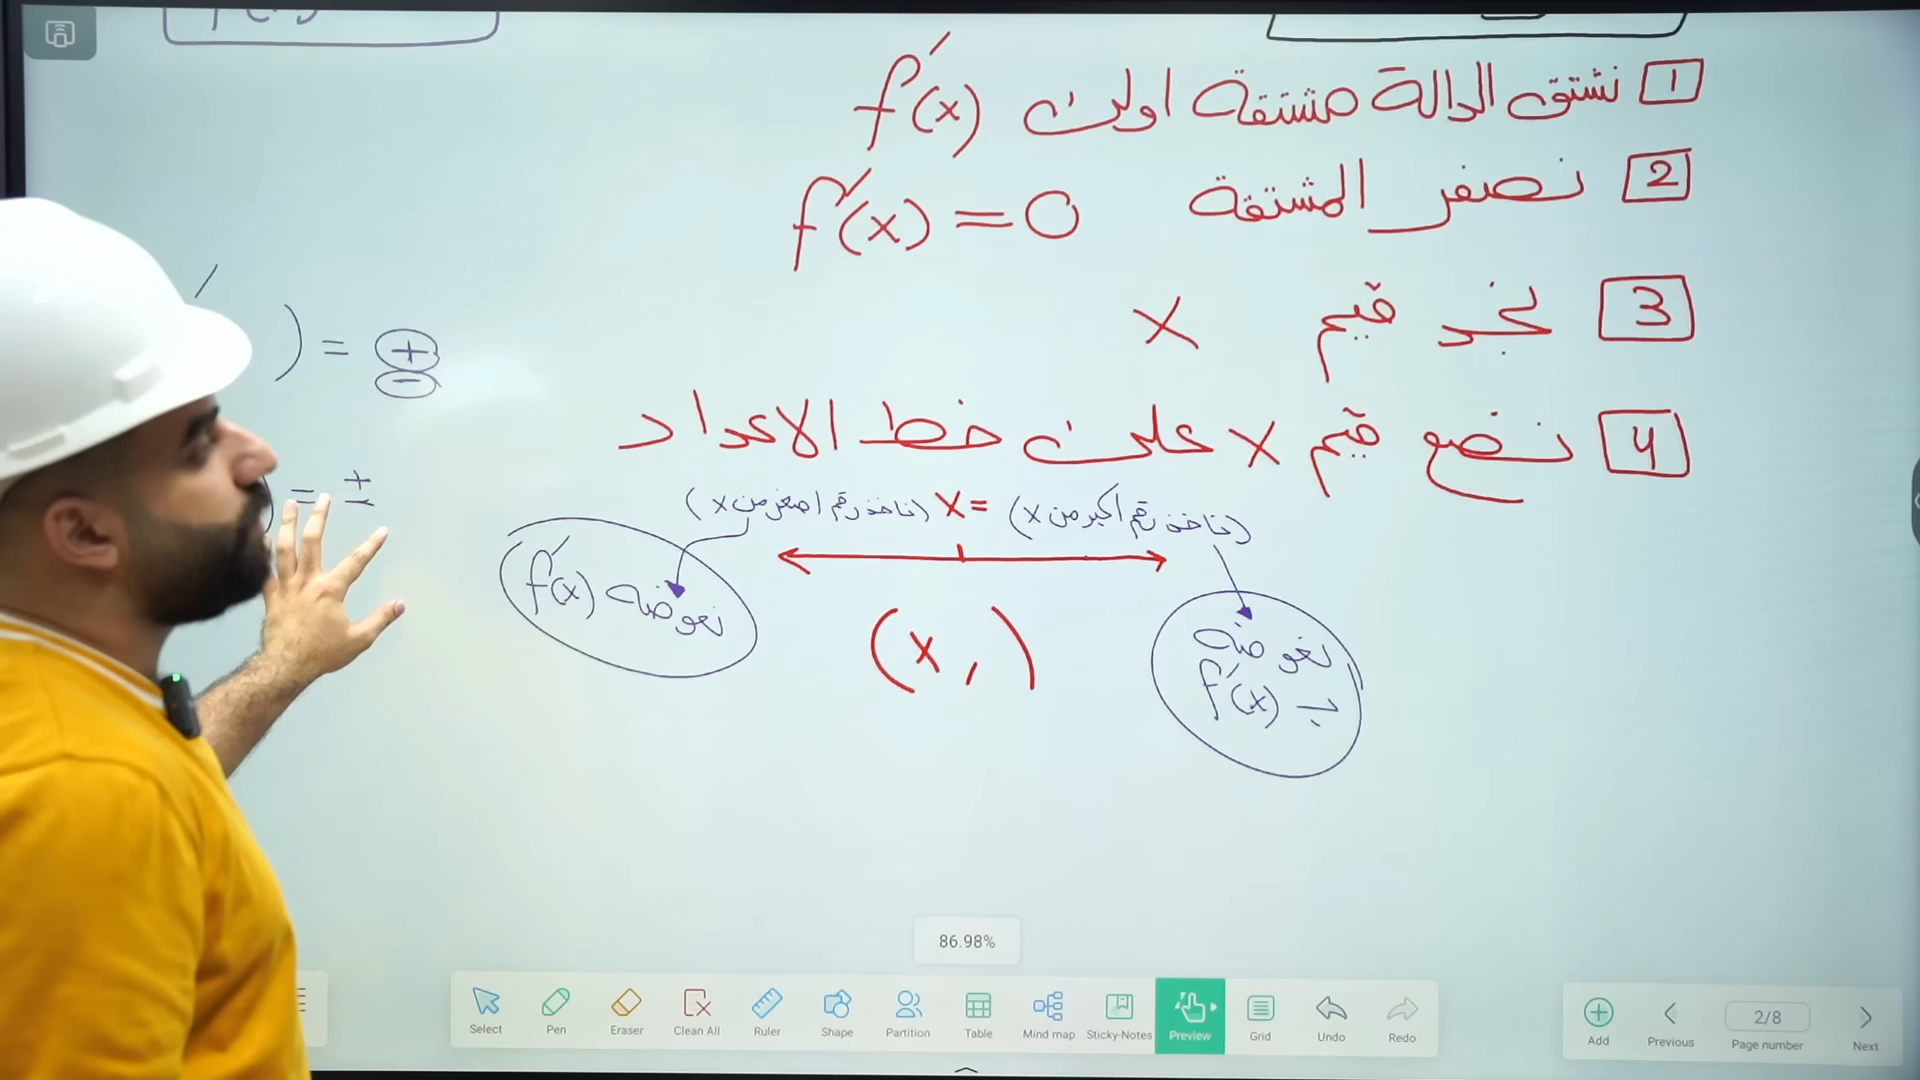 1 نشتق الدالة مشتقة اولى f′(x)
2 نصفر المشتقة f′(x) = 0
3 نجد قيم x
4 نضع قيم x على خط الاعداد
(ناخذ رقم اكبر من x) x= (ناخذ رقم اصغر من x)
نعوضه f′(x)
نعوضه
ب f′(x)
(x , )
) = +
−
) = ±
86.98%
Select
Pen
Eraser
Clean All
Ruler
Shape
Partition
Table
Mind map
Sticky-Notes
Preview
Grid
Undo
Redo
Add
Previous
2/8
Page number
Next